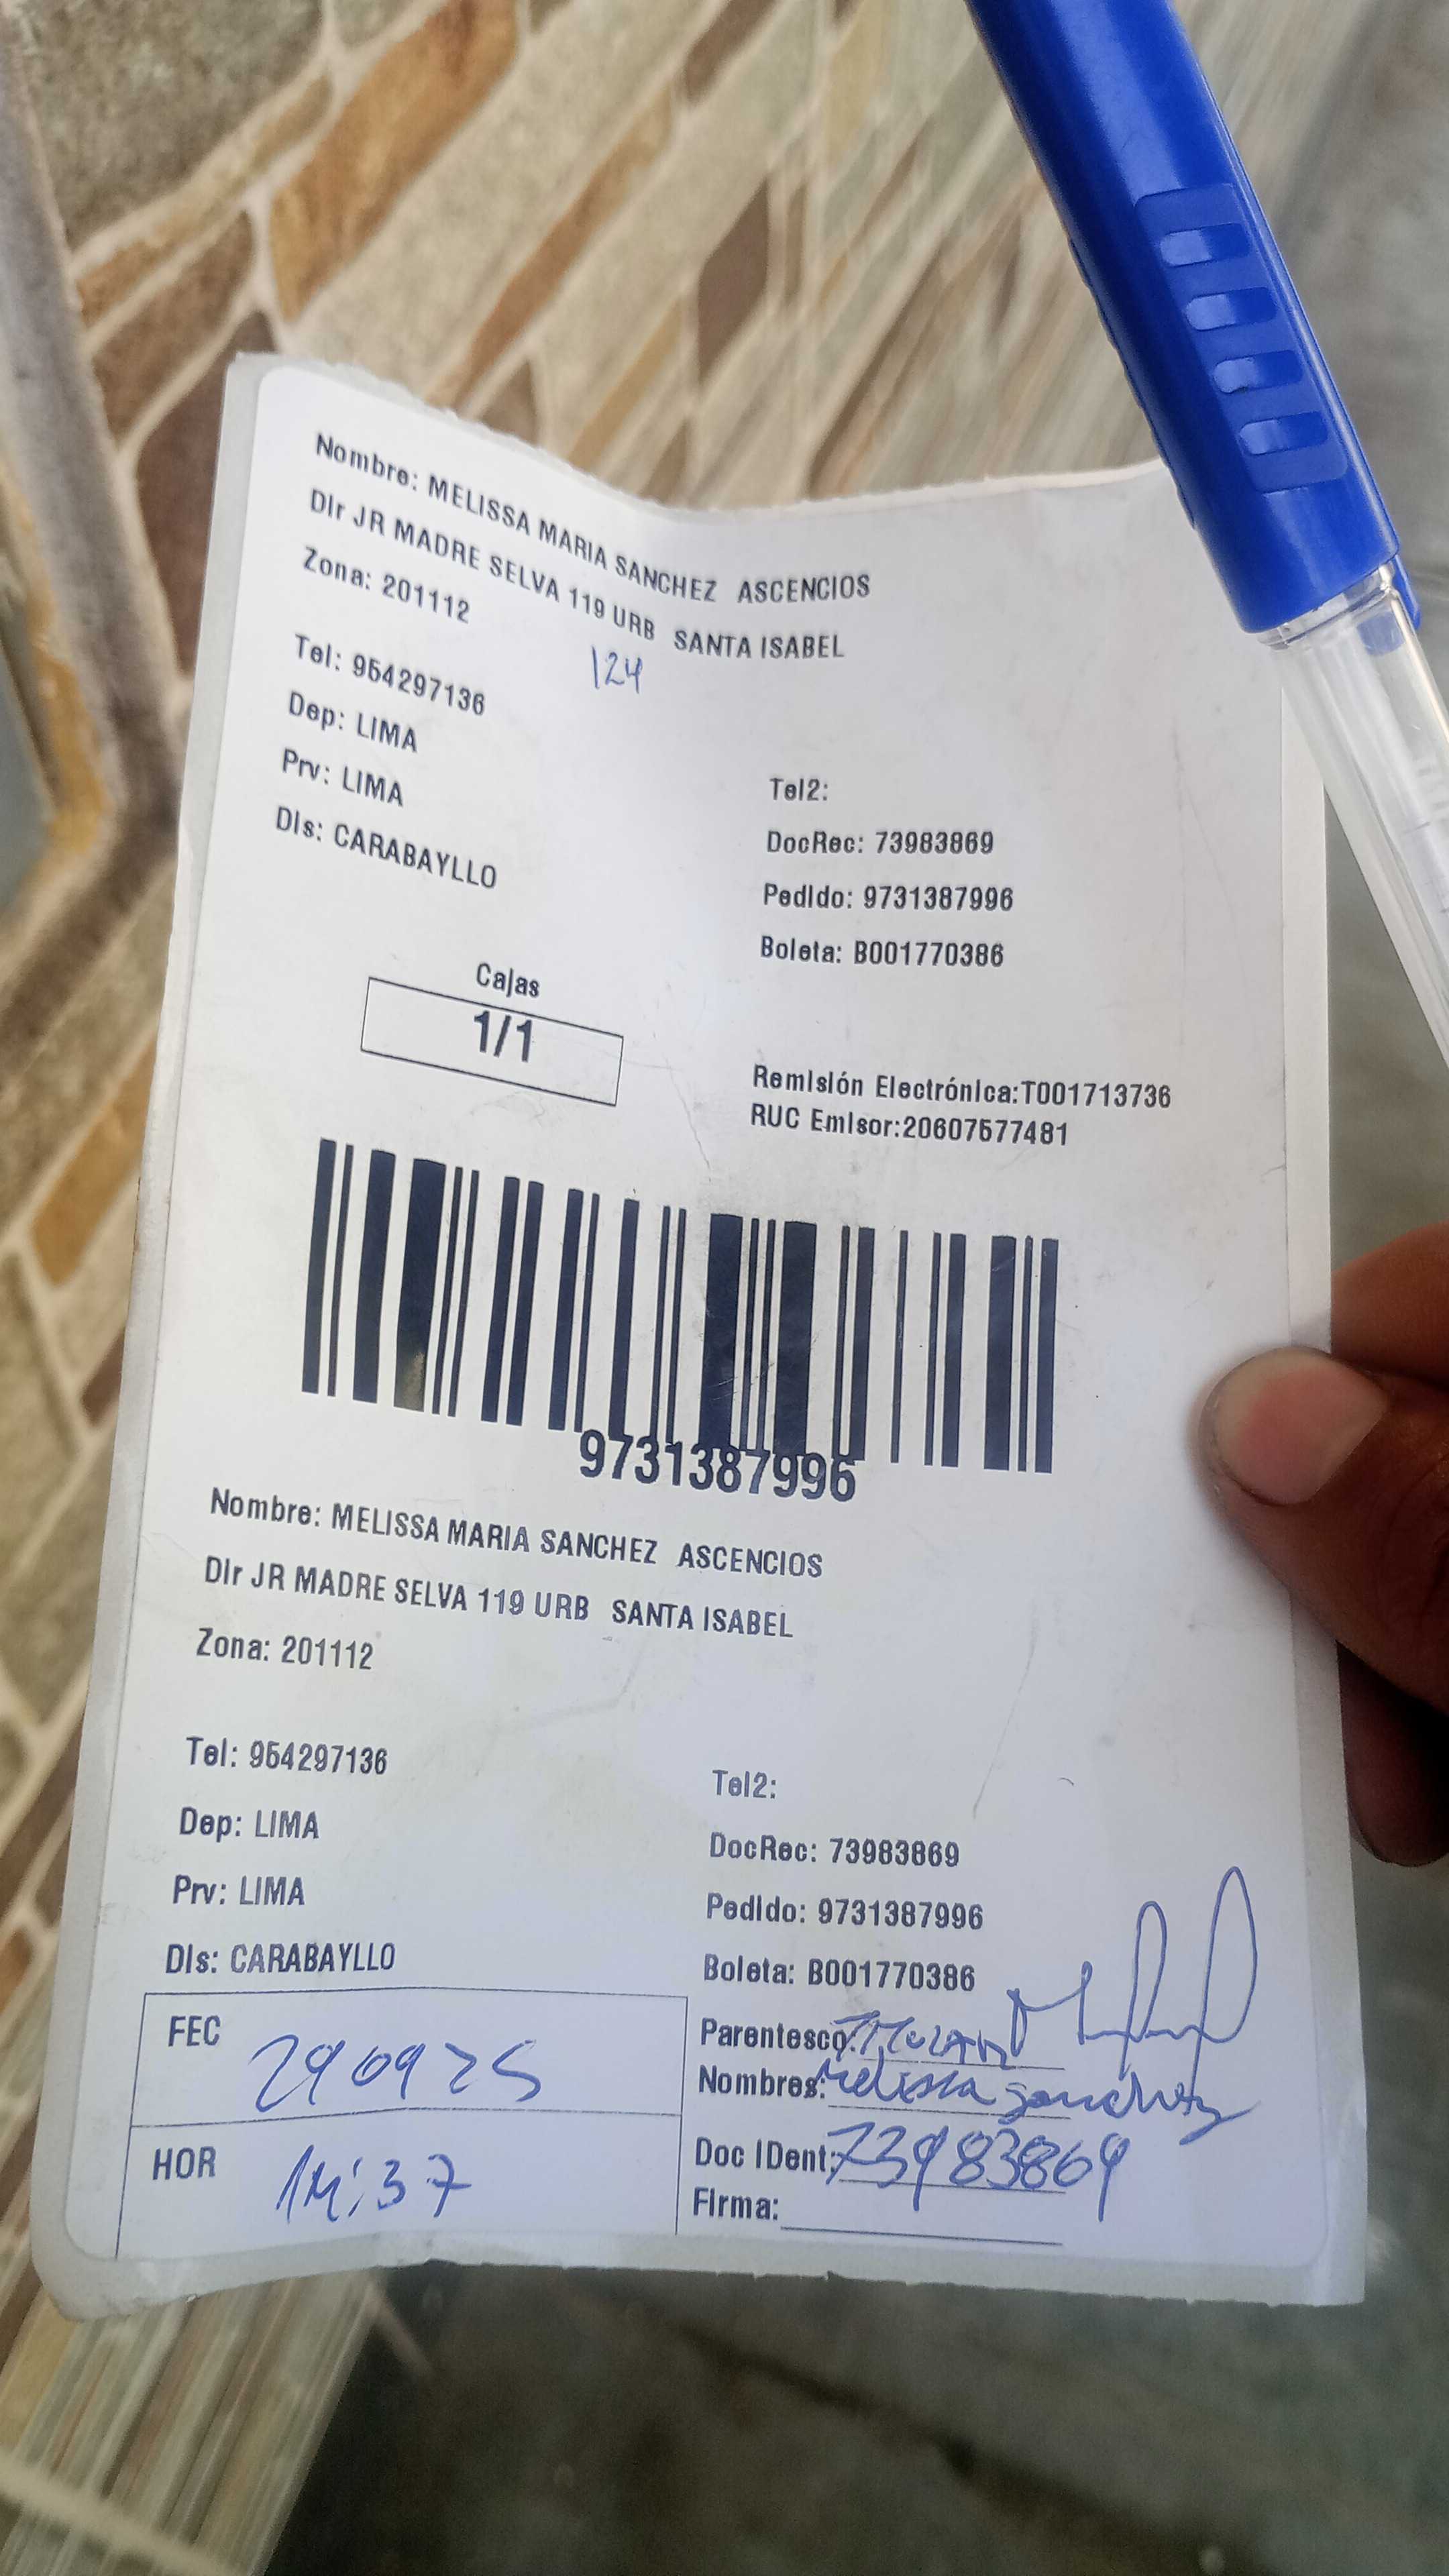 Nombre: MELISSA MARIA SANCHEZ ASCENCIOS
Dir JR MADRE SELVA 119 URB SANTA ISABEL
Zona: 201112
124
Tel: 954297136
Dep: LIMA
Prv: LIMA
Dis: CARABAYLLO
Tel2:
DocRec: 73983869
Pedido: 9731387996
Boleta: B001770386
Cajas
1/1
Remisión Electrónica:T001713736
RUC Emisor:20607577481
9731387996
Nombre: MELISSA MARIA SANCHEZ ASCENCIOS
Dir JR MADRE SELVA 119 URB SANTA ISABEL
Zona: 201112
Tel: 954297136
Dep: LIMA
Prv: LIMA
Dis: CARABAYLLO
Tel2:
DocRec: 73983869
Pedido: 9731387996
Boleta: B001770386
FEC 290925
HOR 14:37
Parentesco:
Nombres: Melissa Sanchez
Doc IDent: 73983869
Firma: